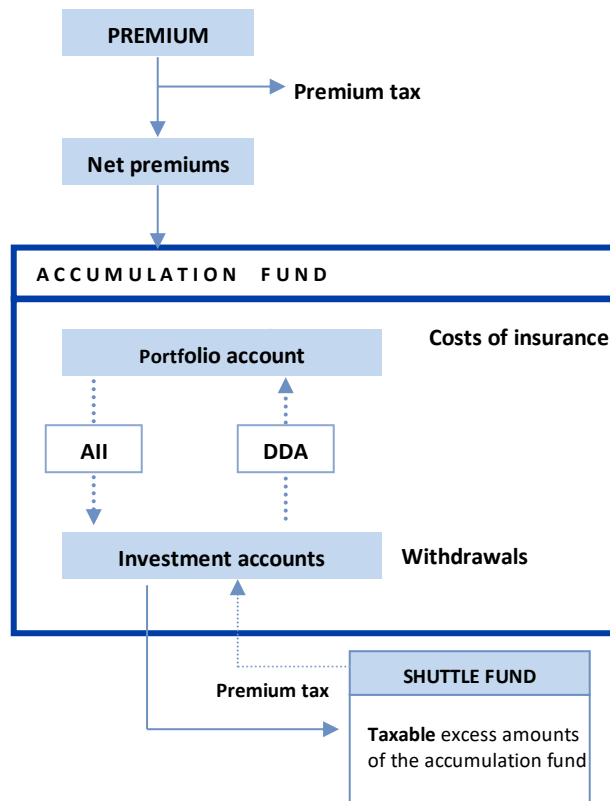 PREMIUM
Premium tax
Net premiums
ACCUMULATION FUND
Costs of insurance
Portfolio account
AII
DDA
Investment accounts
Withdrawals
Premium tax
SHUTTLE FUND
Taxable excess amounts
of the accumulation fund